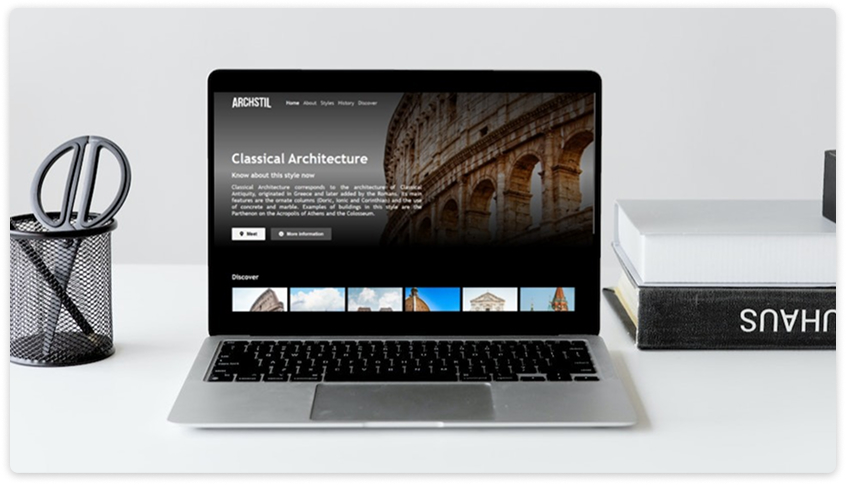 ARCHSTIL
Home About Styles History Discover
Classical Architecture
Know about this style now
Classical Architecture corresponds to the architecture of Classical
Antiquity, originated in Greece and later added by the Romans. Its main
features are the ornate columns (Doric, Ionic and Corinthian) and the use
of concrete and marble. Examples of buildings in this style are the
Parthenon on the Acropolis of Athens and the Colosseum.
Meet More information
Discover
UHAUS